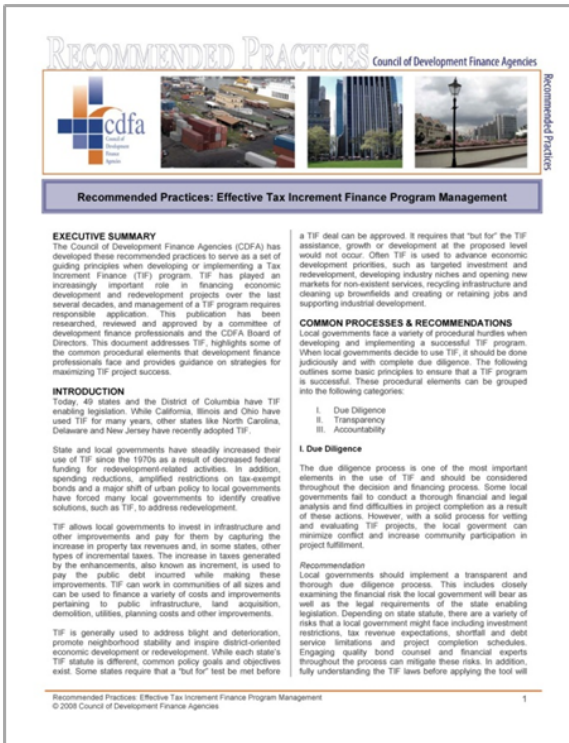 RECOMMENDED PRACTICES
Council of Development Finance Agencies
Recommended Practices
cdfa
Council of
Development
Finance
Agencies
Recommended Practices: Effective Tax Increment Finance Program Management
EXECUTIVE SUMMARY
The Council of Development Finance Agencies (CDFA) has
developed these recommended practices to serve as a set of
guiding principles when developing or implementing a Tax
Increment Finance (TIF) program. TIF has played an
increasingly important role in financing economic
development and redevelopment projects over the last
several decades, and management of a TIF program requires
responsible application. This publication has been
researched, reviewed and approved by a committee of
development finance professionals and the CDFA Board of
Directors. This document addresses TIF, highlights some of
the common procedural elements that development finance
professionals face and provides guidance on strategies for
maximizing TIF project success.
INTRODUCTION
Today, 49 states and the District of Columbia have TIF
enabling legislation. While California, Illinois and Ohio have
used TIF for many years, other states like North Carolina,
Delaware and New Jersey have recently adopted TIF.
State and local governments have steadily increased their
use of TIF since the 1970s as a result of decreased federal
funding for redevelopment-related activities. In addition,
spending reductions, amplified restrictions on tax-exempt
bonds and a major shift of urban policy to local governments
have forced many local governments to identify creative
solutions, such as TIF, to address redevelopment.
TIF allows local governments to invest in infrastructure and
other improvements and pay for them by capturing the
increase in property tax revenues and, in some states, other
types of incremental taxes. The increase in taxes generated
by the enhancements, also known as increment, is used to
pay the public debt incurred while making these
improvements. TIF can work in communities of all sizes and
can be used to finance a variety of costs and improvements
pertaining to public infrastructure, land acquisition,
demolition, utilities, planning costs and other improvements.
TIF is generally used to address blight and deterioration,
promote neighborhood stability and inspire district-oriented
economic development or redevelopment. While each state's
TIF statute is different, common policy goals and objectives
exist. Some states require that a "but for" test be met before
a TIF deal can be approved. It requires that "but for" the TIF
assistance, growth or development at the proposed level
would not occur. Often TIF is used to advance economic
development priorities, such as targeted investment and
redevelopment, developing industry niches and opening new
markets for non-existent services, recycling infrastructure and
cleaning up brownfields and creating or retaining jobs and
supporting industrial development.
COMMON PROCESSES & RECOMMENDATIONS
Local governments face a variety of procedural hurdles when
developing and implementing a successful TIF program.
When local governments decide to use TIF, it should be done
judiciously and with complete due diligence. The following
outlines some basic principles to ensure that a TIF program
is successful. These procedural elements can be grouped
into the following categories:
I. Due Diligence
II. Transparency
III. Accountability
I. Due Diligence
The due diligence process is one of the most important
elements in the use of TIF and should be considered
throughout the decision and financing process. Some local
governments fail to conduct a thorough financial and legal
analysis and find difficulties in project completion as a result
of these actions. However, with a solid process for vetting
and evaluating TIF projects, the local goverment can
minimize conflict and increase community participation in
project fulfillment.
Recommendation
Local governments should implement a transparent and
thorough due diligence process. This includes closely
examining the financial risk the local government will bear as
well as the legal requirements of the state enabling
legislation. Depending on state statute, there are a variety of
risks that a local government might face including investment
restrictions, tax revenue expectations, shortfall and debt
service limitations and project completion schedules.
Engaging quality bond counsel and financial experts
throughout the process can mitigate these risks. In addition,
fully understanding the TIF laws before applying the tool will
Recommended Practices: Effective Tax Increment Finance Program Management
© 2008 Council of Development Finance Agencies
1